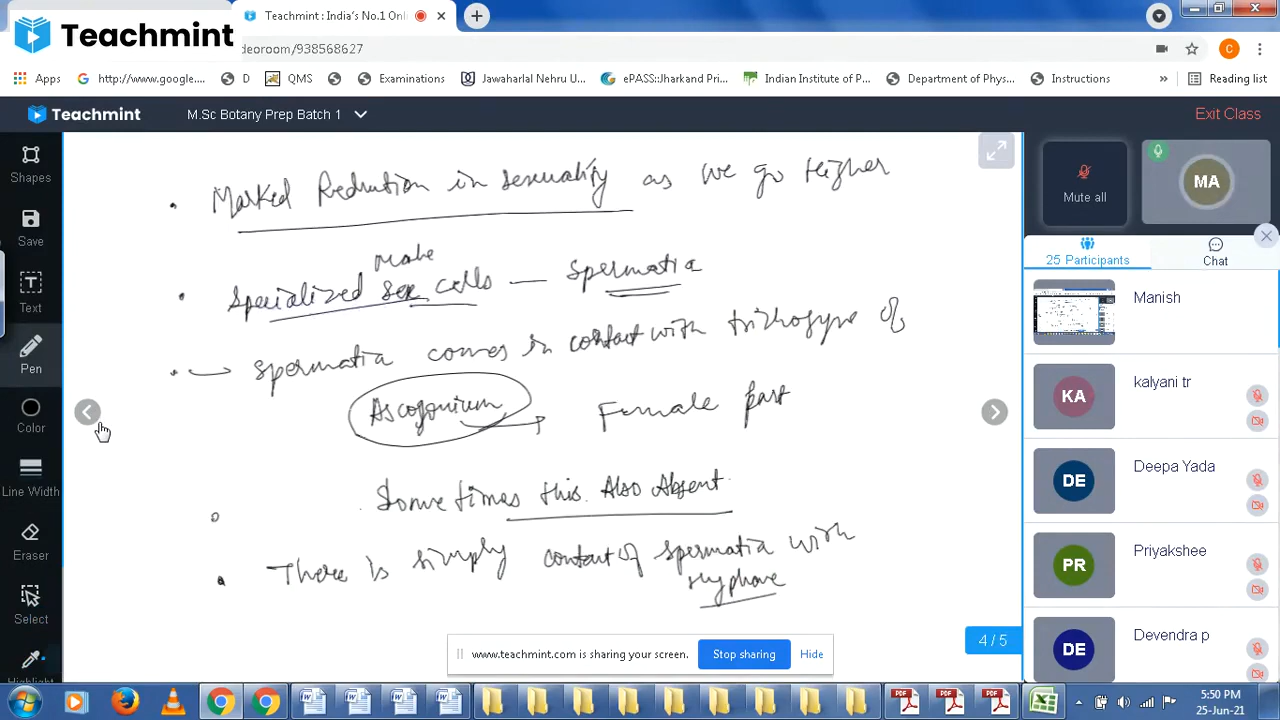 Teachmint : India's No.1 Onl
Teachmint
deoroom/938568627
Apps
http://www.google....
D
QMS
Examinations
Jawaharlal Nehru U...
ePASS::Jharkand Pri...
Indian Institute of P...
Department of Phys...
Instructions
»
Reading list
Teachmint
M.Sc Botany Prep Batch 1
Exit Class
Shapes
Save
Text
Pen
Color
Line Width
Eraser
Select
Highlight
Marked Reduction in sexuality as we go Higher
Male
Specialized sex cells — Spermatia
spermatia comes in contact with trichogyne of
Ascogonium → Female part
Sometimes this Also Absent.
There is simply contact of spermatia with
Hyphae
4 / 5
www.teachmint.com is sharing your screen.
Stop sharing
Hide
Mute all
MA
25 Participants
Chat
Manish
KA
kalyani tr
DE
Deepa Yada
PR
Priyakshee
DE
Devendra p
C
5:50 PM
25-Jun-21